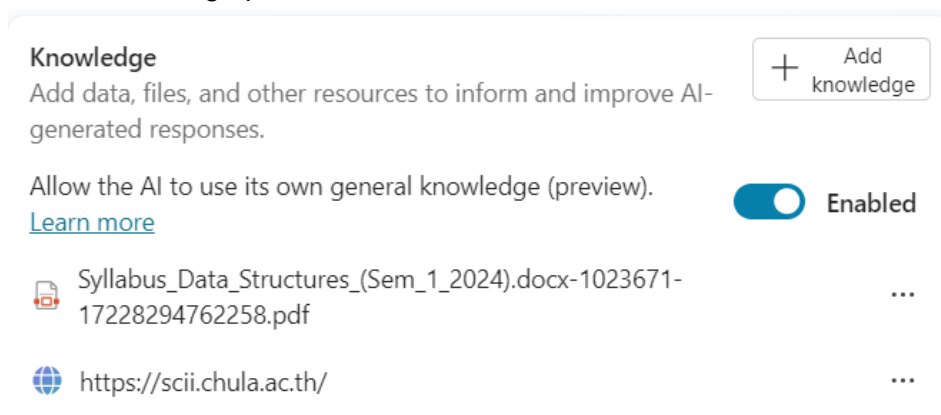 Knowledge
Add
knowledge
Add data, files, and other resources to inform and improve AI-
generated responses.
Allow the AI to use its own general knowledge (preview).
Learn more
Enabled
Syllabus_Data_Structures_(Sem_1_2024).docx-1023671-
17228294762258.pdf
...
https://scii.chula.ac.th/
...